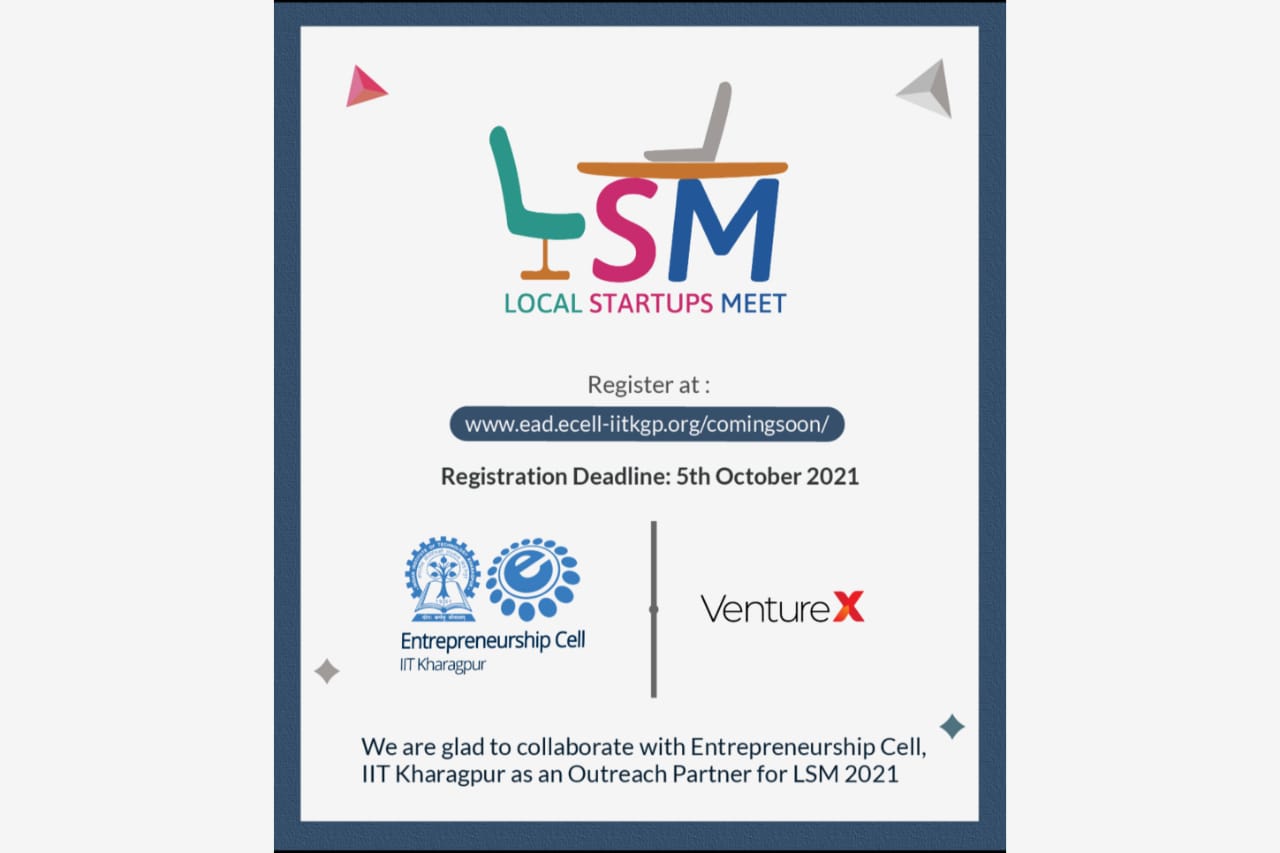 LSM
LOCAL STARTUPS MEET
Register at :
www.ead.ecell-iitkgp.org/comingsoon/
Registration Deadline: 5th October 2021
Entrepreneurship Cell
IIT Kharagpur
VentureX
We are glad to collaborate with Entrepreneurship Cell,
IIT Kharagpur as an Outreach Partner for LSM 2021